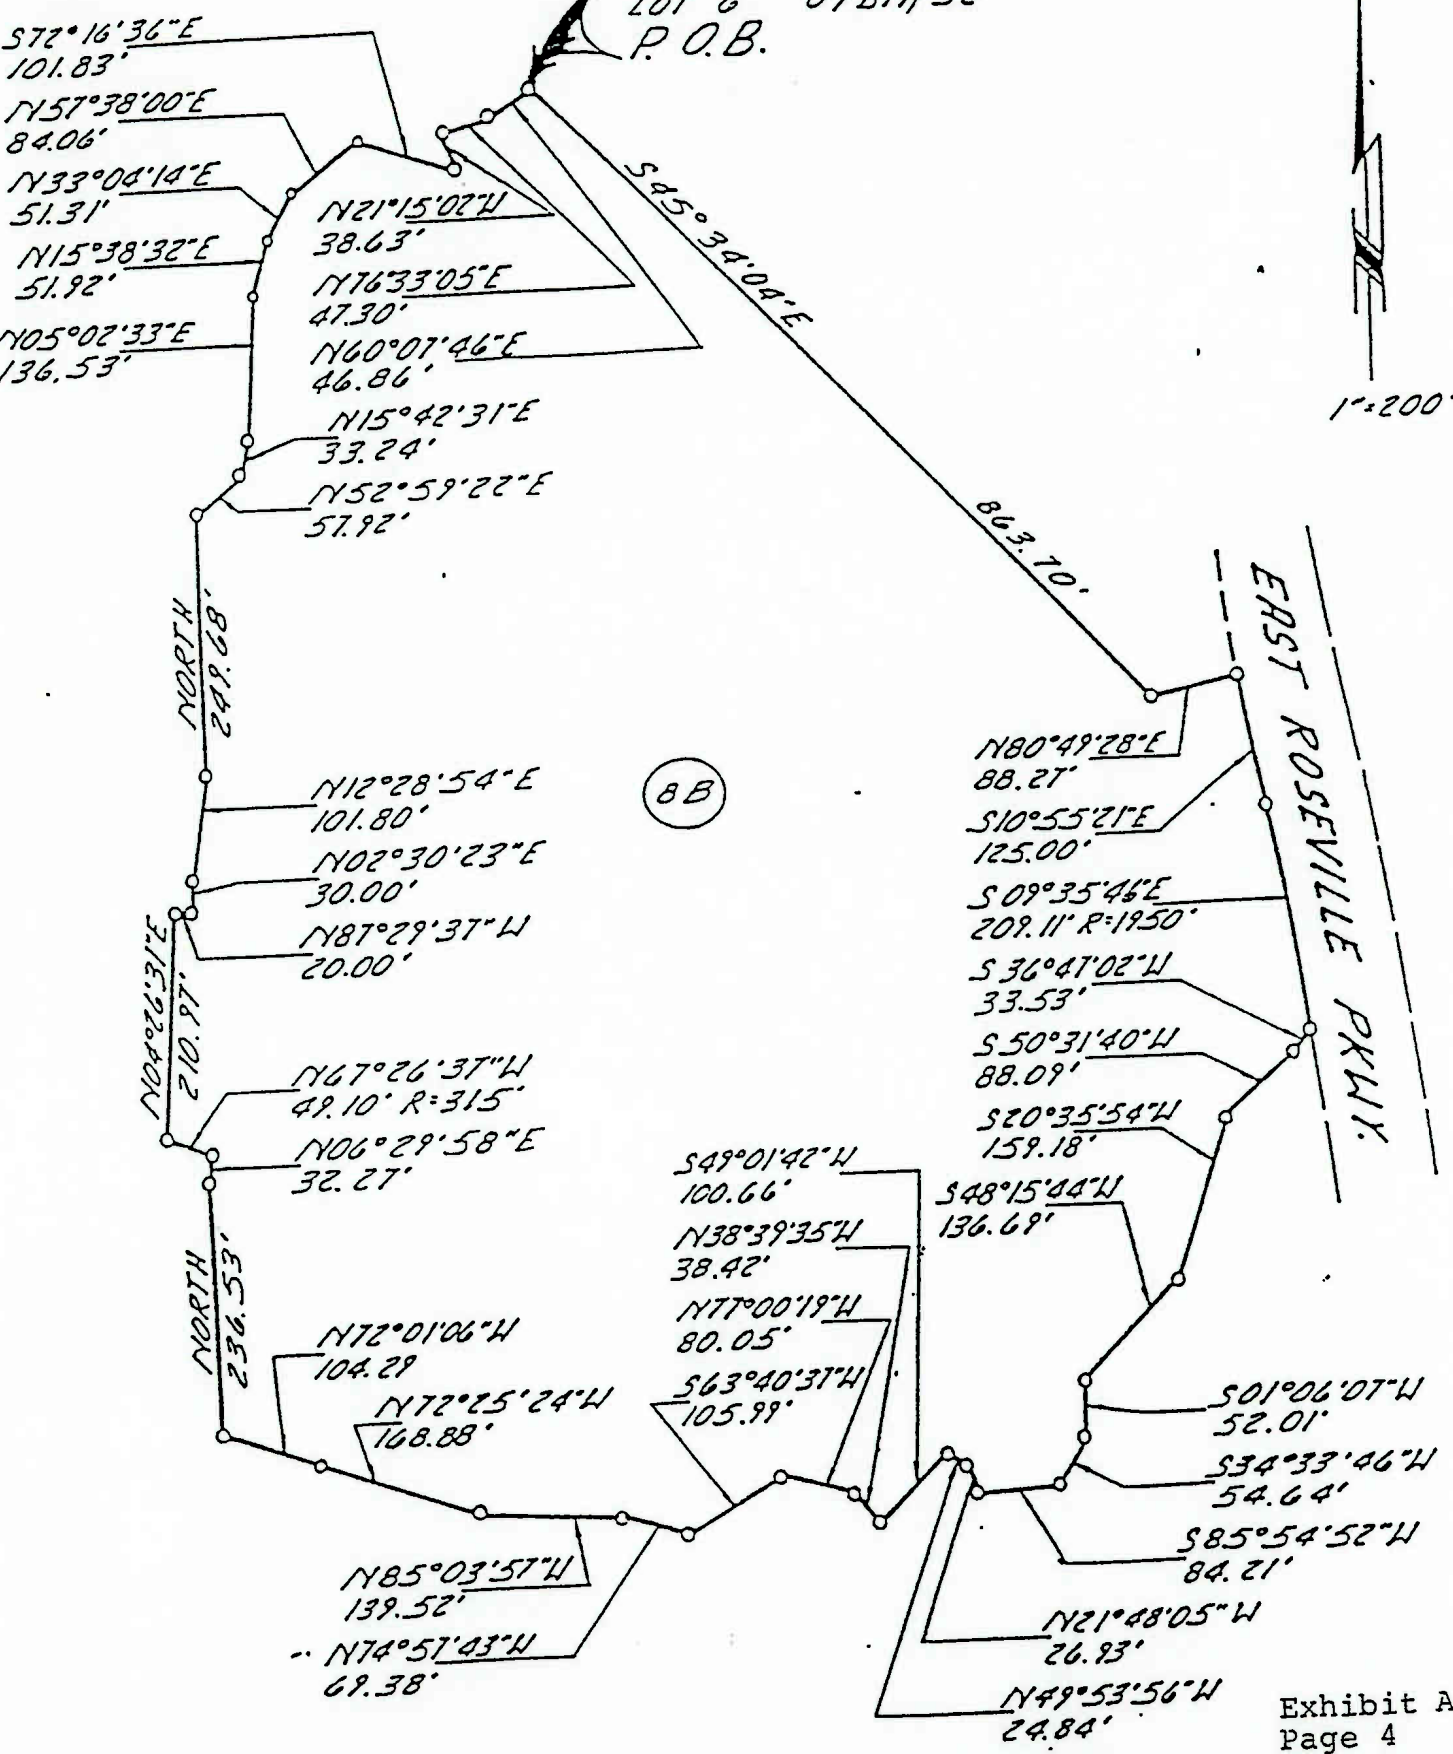 P.O.B.
S72°16'36"E
101.83'
N57°38'00"E
84.06'
N33°04'14"E
51.31'
N15°38'32"E
51.92'
N05°02'33"E
136.53'
N21°15'02"W
38.63'
N76°33'05"E
47.30'
N60°07'46"E
46.86'
N15°42'31"E
33.24'
N52°59'22"E
57.92'
S45°34'04"E
863.70'
1"=200'
NORTH
249.68'
EAST ROSEVILLE PKWY.
8B
N12°28'54"E
101.80'
N02°30'23"E
30.00'
N87°29'37"W
20.00'
210.97'
N67°26'37"W
49.10' R=315'
N06°29'58"E
32.27'
NORTH
236.53'
N80°49'28"E
88.27'
S10°55'21"E
125.00'
S09°35'46"E
209.11' R=1950'
S36°47'02"W
33.53'
S50°31'40"W
88.09'
S20°35'54"W
159.18'
S48°15'44"W
136.69'
S49°01'42"W
100.66'
N38°39'35"W
38.42'
N77°00'19"W
80.05'
S63°40'37"W
105.99'
N72°01'06"W
104.29
N72°25'24"W
168.88'
S01°06'07"W
52.01'
S34°33'46"W
54.64'
S85°54'52"W
84.21'
N85°03'57"W
139.52'
N74°57'43"W
69.38'
N21°48'05"W
26.93'
N49°53'56"W
24.84'
Exhibit A
Page 4